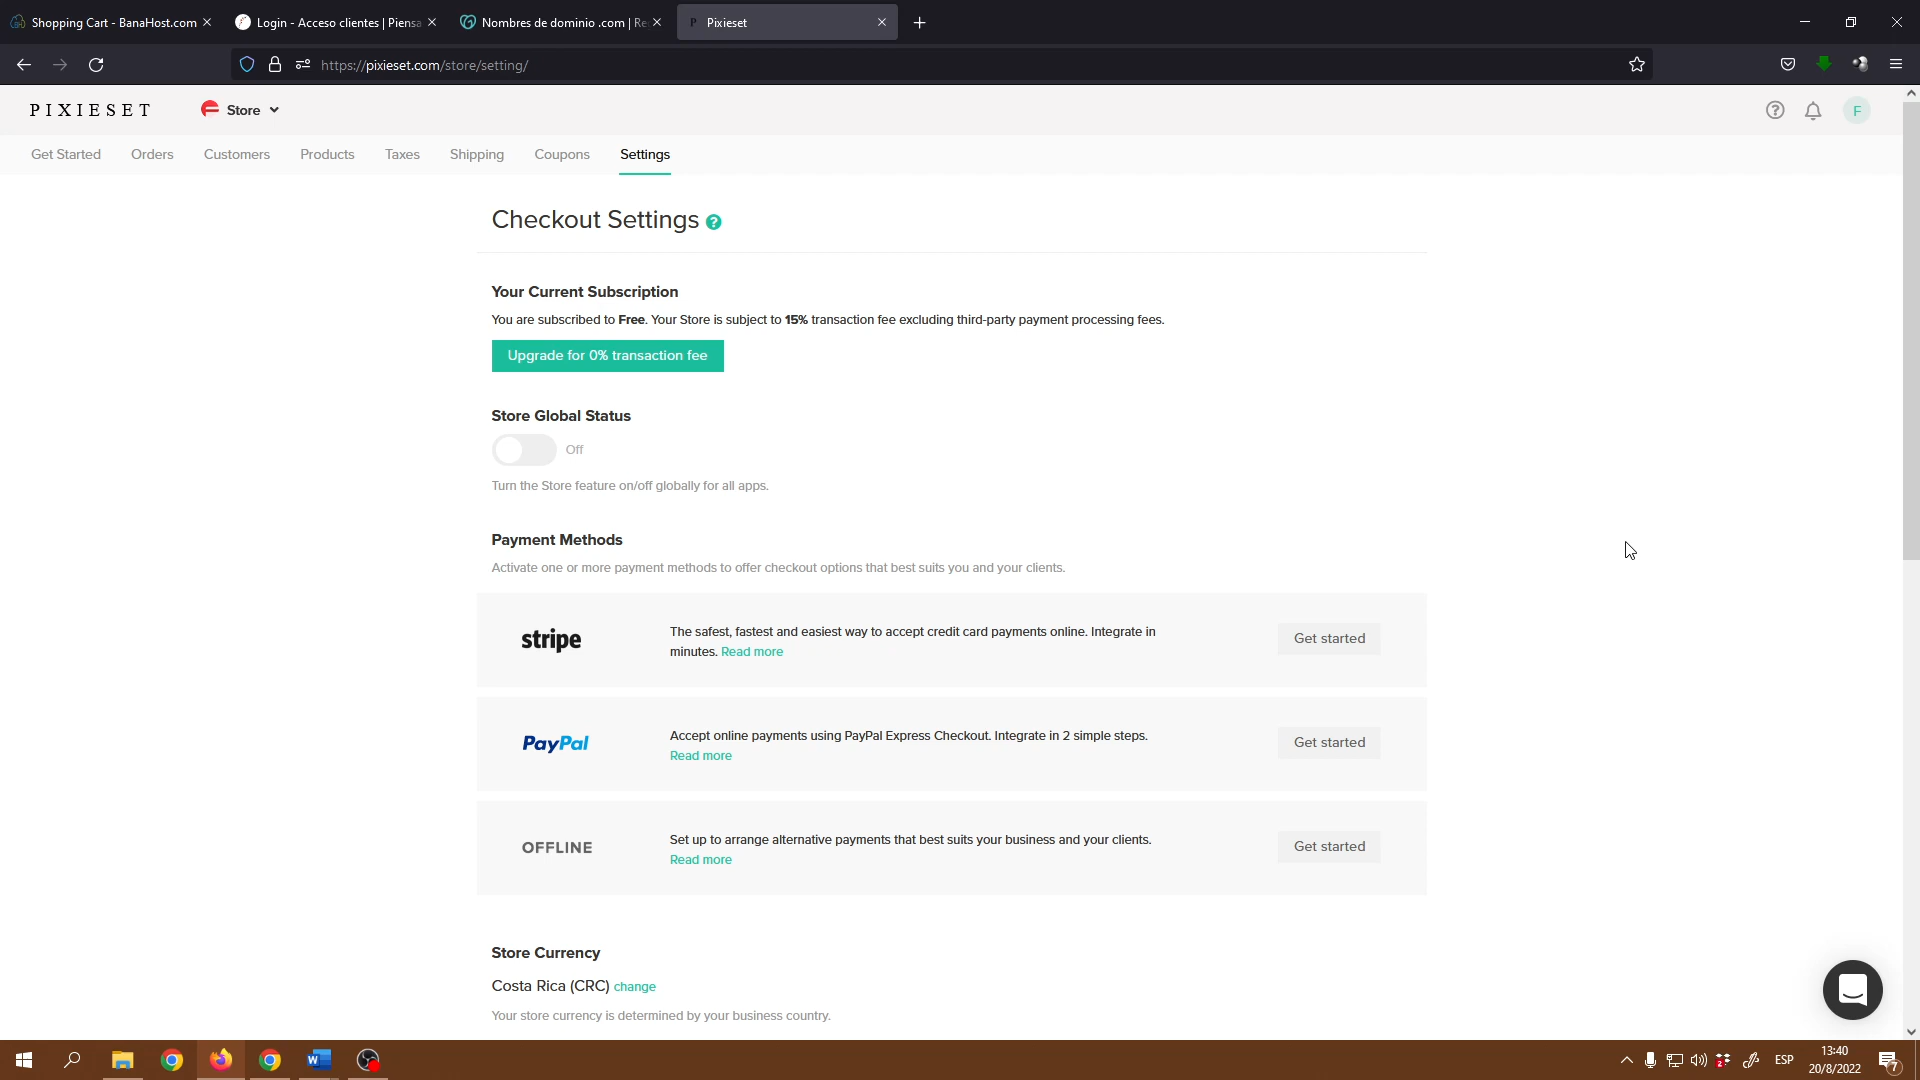 Shopping Cart - BanaHost.com
Login - Acceso clientes | Piensa
Nombres de dominio .com | Re
P Pixieset
https://pixieset.com/store/setting/
PIXIESET
Store
F
Get Started
Orders
Customers
Products
Taxes
Shipping
Coupons
Settings
Checkout Settings ?
Your Current Subscription
You are subscribed to Free. Your Store is subject to 15% transaction fee excluding third-party payment processing fees.
Upgrade for 0% transaction fee
Store Global Status
Off
Turn the Store feature on/off globally for all apps.
Payment Methods
Activate one or more payment methods to offer checkout options that best suits you and your clients.
stripe
The safest, fastest and easiest way to accept credit card payments online. Integrate in
minutes. Read more
Get started
PayPal
Accept online payments using PayPal Express Checkout. Integrate in 2 simple steps.
Read more
Get started
OFFLINE
Set up to arrange alternative payments that best suits your business and your clients.
Read more
Get started
Store Currency
Costa Rica (CRC) change
Your store currency is determined by your business country.
ESP
13:40
20/8/2022
7